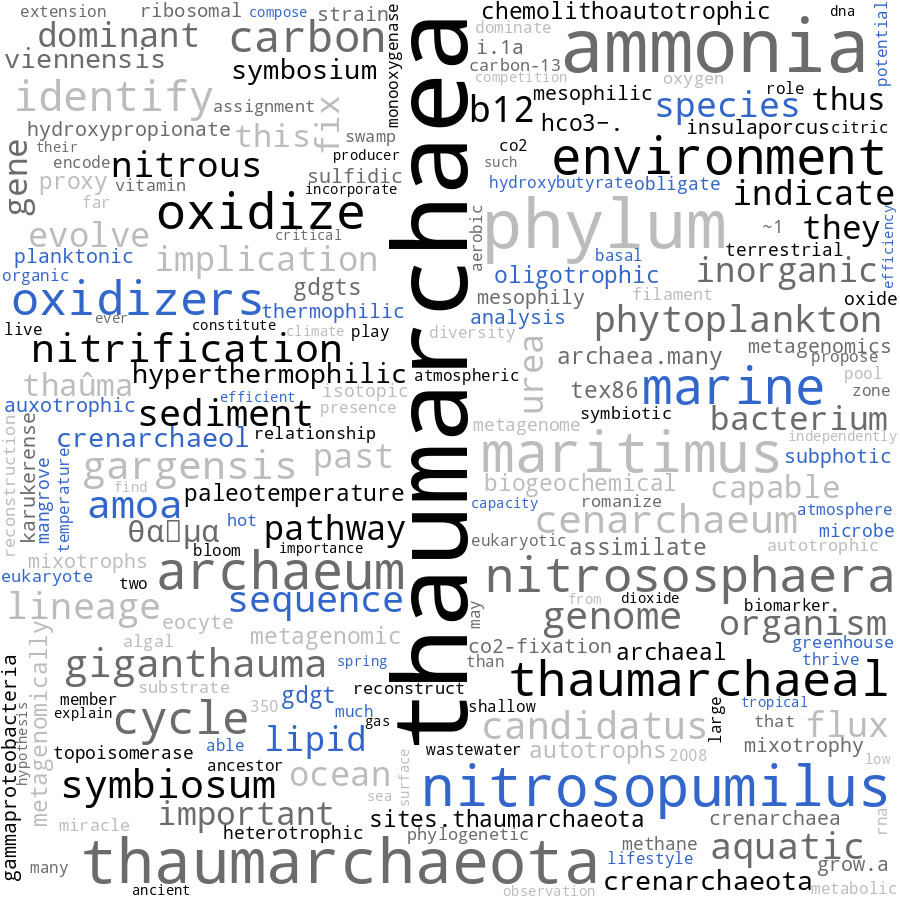 extension
ribosomal
compose
strain
monooxygenase
chemolithoautotrophic
dna
potential
dominant
carbon
dominate
i.1a
ammonia
viennensis
symbosium
carbon-13
competition
oxygen
identify
assignment
fix
b12
mesophilic
role
species
thus
hydroxypropionate
this
swamp
hco3−.
insulaporcus
citric
gene
their
encode
nitrous
producer
co2
such
environment
proxy
vitamin
sulfidic
incorporate
hydroxybutyrate
obligate
indicate
far
oxidize
thaumarchaea
aerobic
phylum
~1
they
efficiency
evolve
critical
terrestrial
planktonic
implication
basal
organic
gdgts
oligotrophic
inorganic
oxidizers
thermophilic
mesophily
filament
oxide
ever
constitute
climate
play
analysis
phytoplankton
live
diversity
nitrification
urea
archaea.many
metagenomics
propose
thaûma
hyperthermophilic
atmospheric
tex86
marine
pool
zone
auxotrophic
efficient
isotopic
presence
sediment
symbiotic
bacterium
reconstruction
karukerense
crenarchaeol
relationship
metagenome
independently
mangrove
temperatures
gargensis
past
maritimus
subphotic
find
amoa
paleotemperature
biogeochemical
capable
capacity
romanize
θαῦμα
hot
pathway
cenarchaeum
atmosphere
microbe
mixotrophs
bloom
importance
eukaryotic
assimilate
autotrophic
eukaryote
two
archaeum
nitrososphaera
lineage
sequence
from
dioxide
biomarker
eocyte
may
genome
organism
algal
metagenomic
co2-fixation
archaeal
greenhouse
than
thrive
gammaproteobacteria
metagenomically
giganthauma
spring
thaumarchaeal
hypothesis
member
substrate
350
gdgt
reconstruct
explain
cycle
much
gas
shallow
candidatus
large
tropical
that
flux
topoisomerase
able
lipid
wastewater
autotrophs
2008
mixotrophy
low
symbiosum
ancestor
ocean
surface
nitrosopumilus
sea
important
sites.thaumarchaeota
crenarchaea
rna
miracle
heterotrophic
phylogenetic
methane
aquatic
many
thaumarchaeota
lifestyle
grow.a
crenarchaeota
ancient
observation
metabolic